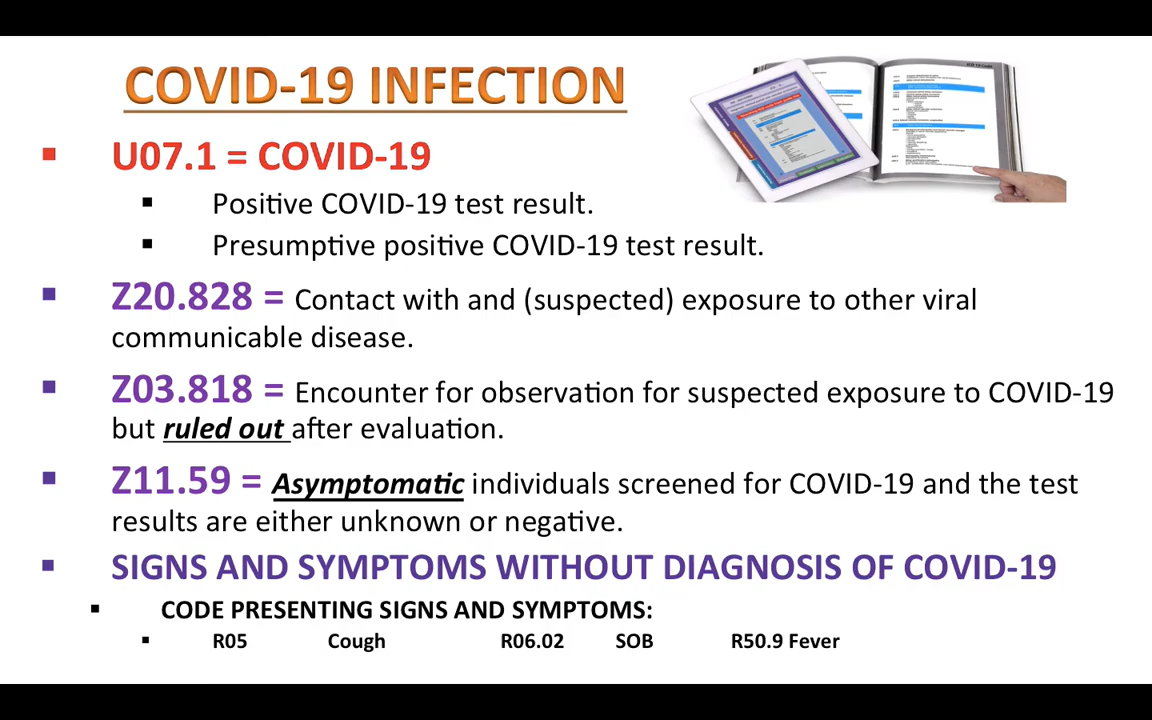 COVID-19 INFECTION
U07.1 = COVID-19
Positive COVID-19 test result.
Presumptive positive COVID-19 test result.
Z20.828 = Contact with and (suspected) exposure to other viral
communicable disease.
Z03.818 = Encounter for observation for suspected exposure to COVID-19
but ruled out after evaluation.
Z11.59 = Asymptomatic individuals screened for COVID-19 and the test
results are either unknown or negative.
SIGNS AND SYMPTOMS WITHOUT DIAGNOSIS OF COVID-19
CODE PRESENTING SIGNS AND SYMPTOMS:
R05 Cough R06.02 SOB R50.9 Fever